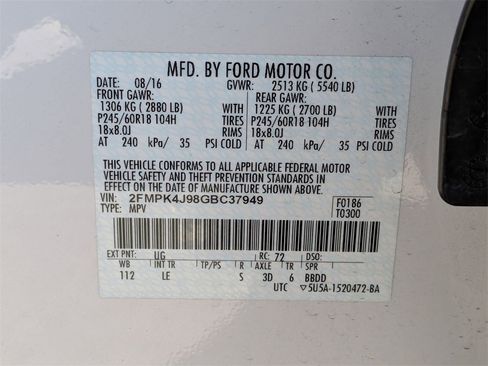 MFD. BY FORD MOTOR CO.
DATE: 08/16 GVWR: 2513 KG ( 5540 LB)
FRONT GAWR: REAR GAWR:
1306 KG ( 2880 LB) WITH 1225 KG ( 2700 LB) WITH
P245/60R18 104H TIRES P245/60R18 104H TIRES
18x8.0J RIMS 18x8.0J RIMS
AT 240 kPa/ 35 PSI COLD AT 240 kPa/ 35 PSI COLD
THIS VEHICLE CONFORMS TO ALL APPLICABLE FEDERAL MOTOR
VEHICLE SAFETY AND THEFT PREVENTION STANDARDS IN
EFFECT ON THE DATE OF MANUFACTURE SHOWN ABOVE.
VIN: 2FMPK4J98GBC37949 F0186
TYPE: MPV T0300
EXT PNT: UG RC: 72 DSO:
WB INT TR TP/PS R AXLE TR SPR
112 LE S 3D 6 BBDD
UTC ▽5U5A-1520472-BA